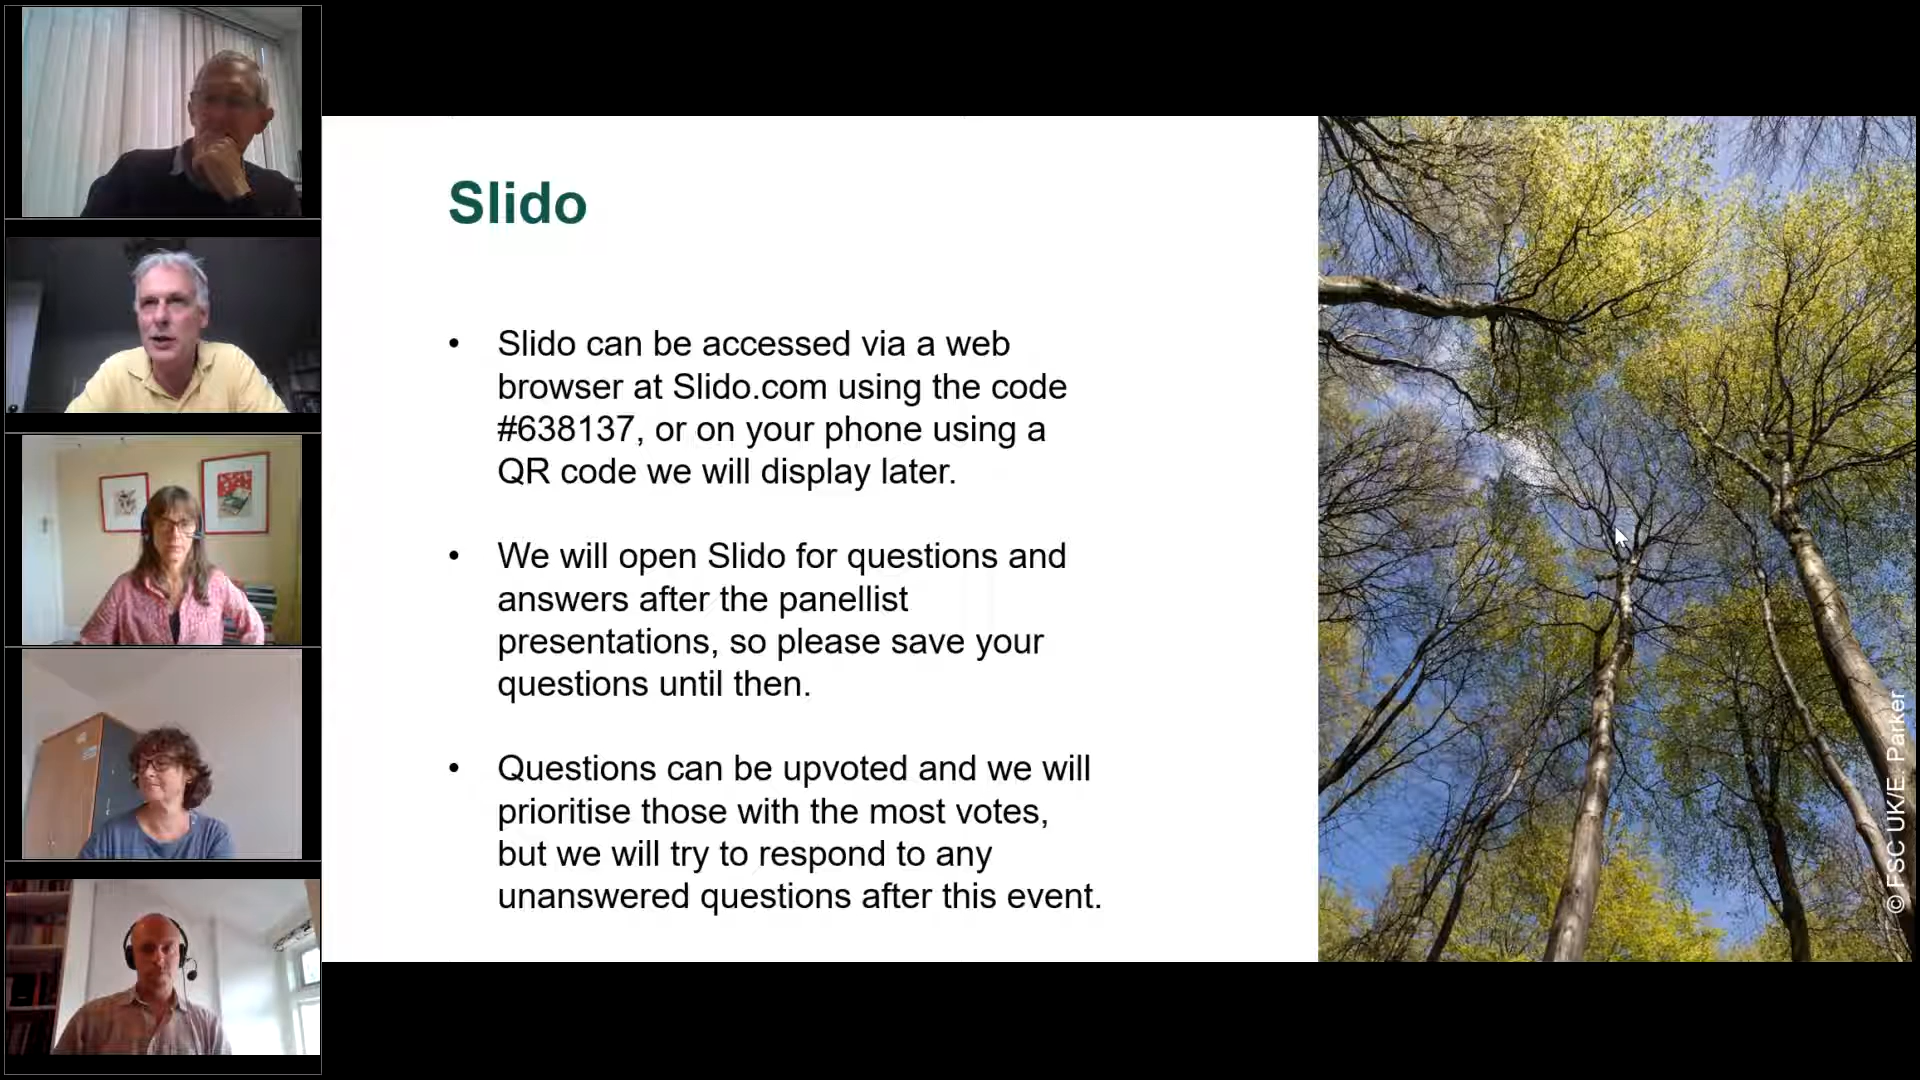 Slido
• Slido can be accessed via a web
browser at Slido.com using the code
#638137, or on your phone using a
QR code we will display later.
• We will open Slido for questions and
answers after the panellist
presentations, so please save your
questions until then.
• Questions can be upvoted and we will
prioritise those with the most votes,
but we will try to respond to any
unanswered questions after this event.
© FSC UK/E. Parker